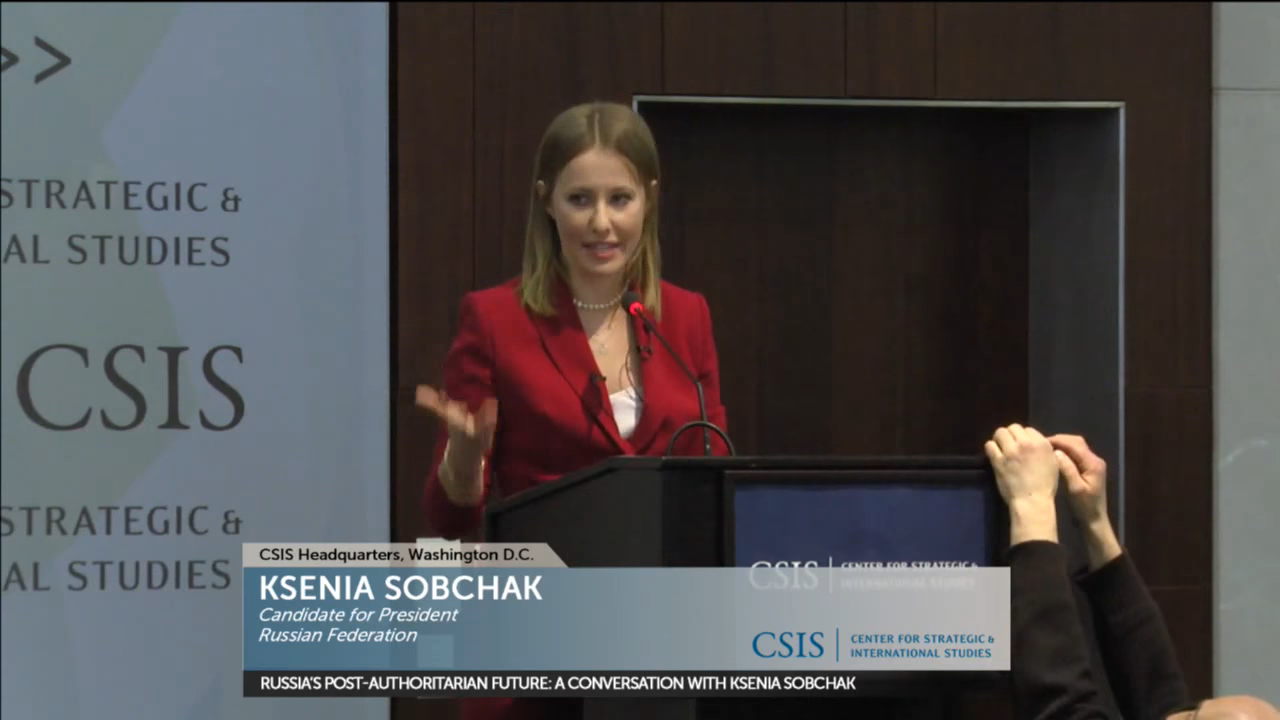 >>
STRATEGIC &
AL STUDIES
CSIS
STRATEGIC &
AL STUDIES
CSIS Headquarters, Washington D.C.
KSENIA SOBCHAK
Candidate for President
Russian Federation
CSIS | CENTER FOR STRATEGIC &
INTERNATIONAL STUDIES
CSIS | CENTER FOR STRATEGIC &
INTERNATIONAL STUDIES
RUSSIA'S POST-AUTHORITARIAN FUTURE: A CONVERSATION WITH KSENIA SOBCHAK